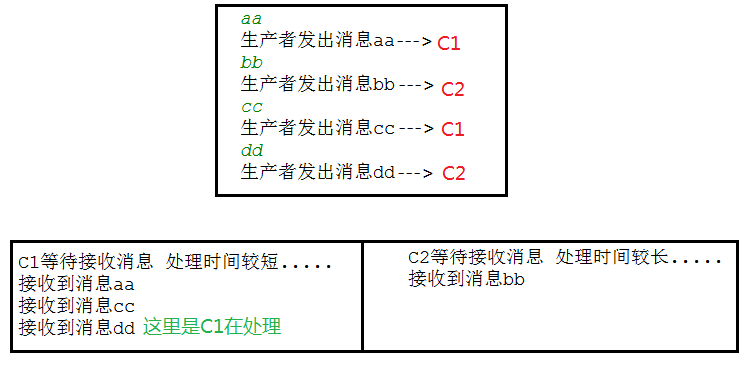 aa
生产者发出消息aa---> C1
bb
生产者发出消息bb---> C2
cc
生产者发出消息cc---> C1
dd
生产者发出消息dd---> C2
C1等待接收消息 处理时间较短.....
接收到消息aa
接收到消息cc
接收到消息dd 这里是C1在处理
C2等待接收消息 处理时间较长.....
接收到消息bb